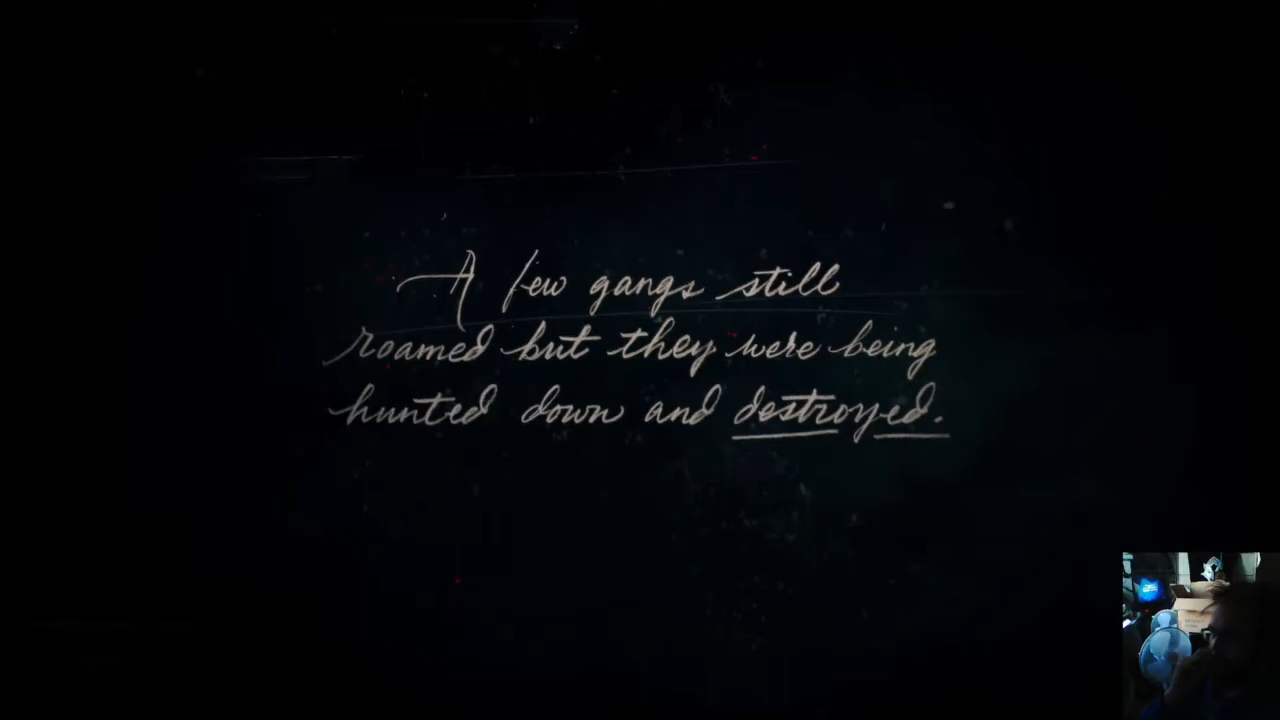 A few gangs still
roamed but they were being
hunted down and destroyed.